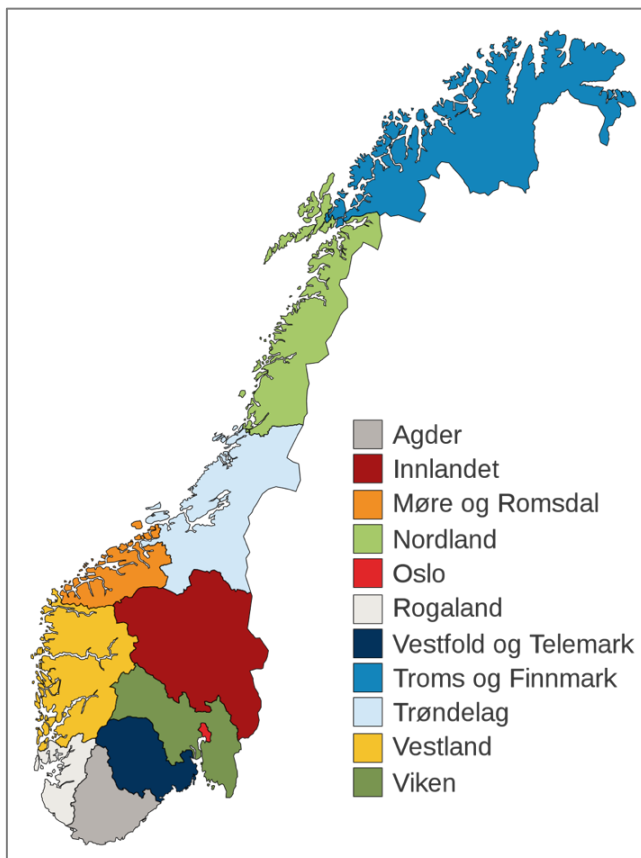 Agder
Innlandet
Møre og Romsdal
Nordland
Oslo
Rogaland
Vestfold og Telemark
Troms og Finnmark
Trøndelag
Vestland
Viken